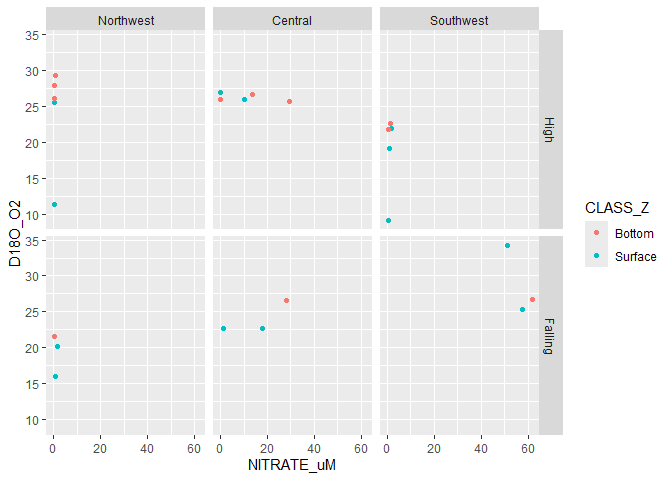 Northwest Central Southwest
35
30
25
20
15
10
High
35
30
25
20
15
10
Falling
0 20 40 60 0 20 40 60 0 20 40 60
NITRATE_uM
D18O_O2
CLASS_Z
Bottom
Surface